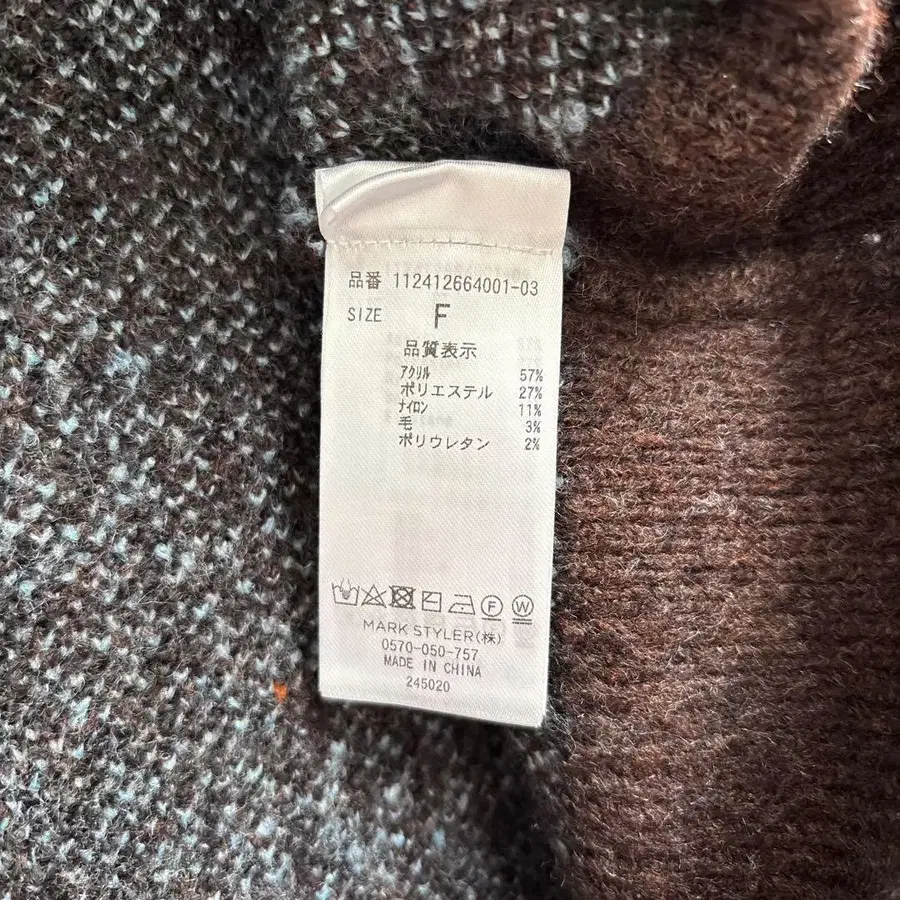 品番 112412664001-03
SIZE F
品質表示
アクリル 57%
ポリエステル 27%
ナイロン 11%
毛 3%
ポリウレタン 2%
F W
MARK STYLER(株)
0570-050-757
MADE IN CHINA
245020